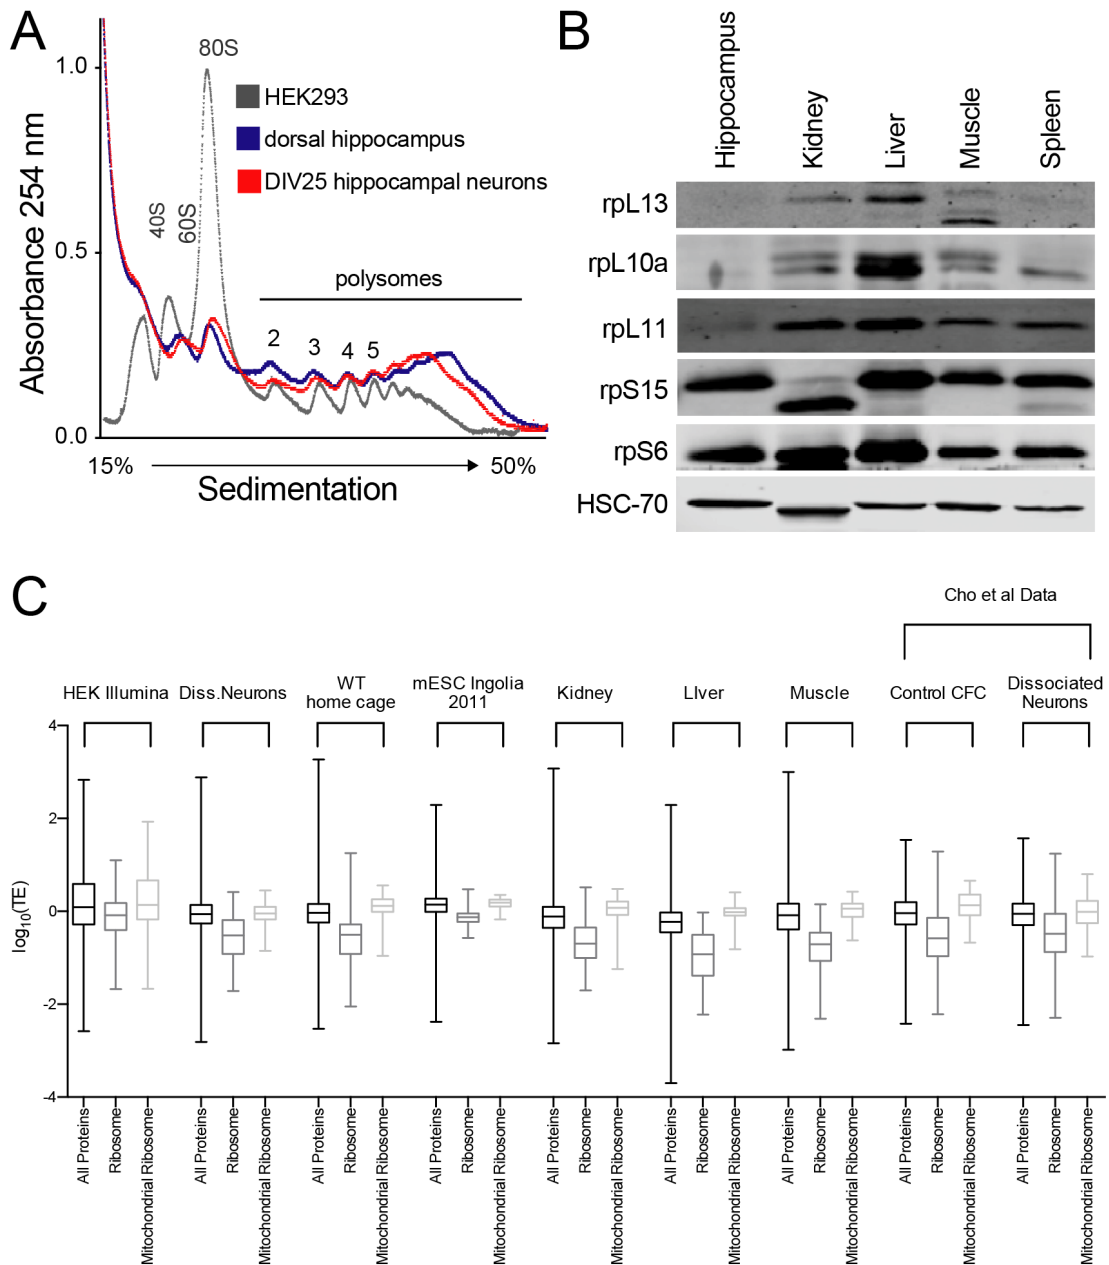 A
80S
1.0
HEK293
dorsal hippocampus
DIV25 hippocampal neurons
Absorbance 254 nm
40S
60S
0.5
polysomes
2
3
4
5
0.0
15%
50%
Sedimentation
B
Hippocampus
Kidney
Liver
Muscle
Spleen
rpL13
rpL10a
rpL11
rpS15
rpS6
HSC-70
C
Cho et al Data
HEK Illumina
Diss.Neurons
WT
home cage
mESC Ingolia
2011
Kidney
LIver
Muscle
Control CFC
Dissociated
Neurons
4
2
0
-2
-4
log10(TE)
All Proteins
Ribosome
Mitochondrial Ribosome
All Proteins
Ribosome
Mitochondrial Ribosome
All Proteins
Ribosome
Mitochondrial Ribosome
All Proteins
Ribosome
Mitochondrial Ribosome
All Proteins
Ribosome
Mitochondrial Ribosome
All Proteins
Ribosome
Mitochondrial Ribosome
All Proteins
Ribosome
Mitochondrial Ribosome
All Proteins
Ribosome
Mitochondrial Ribosome
All Proteins
Ribosome
Mitochondrial Ribosome